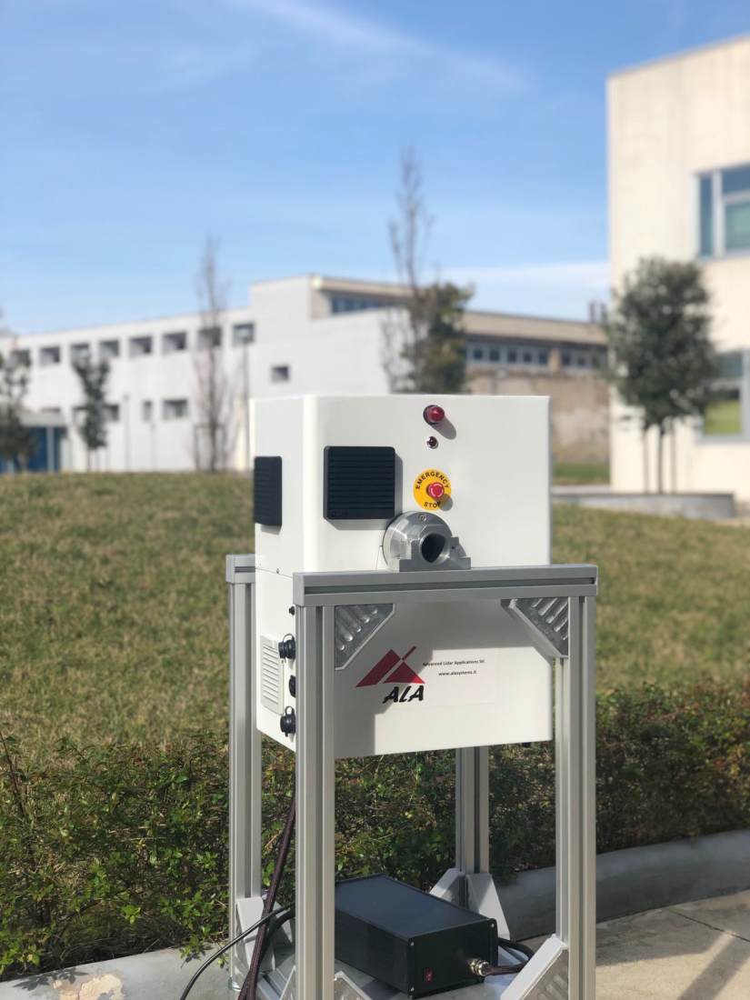 EMERGENCY
STOP
Advanced Lidar Applications Srl
www.alasystems.it
ALA